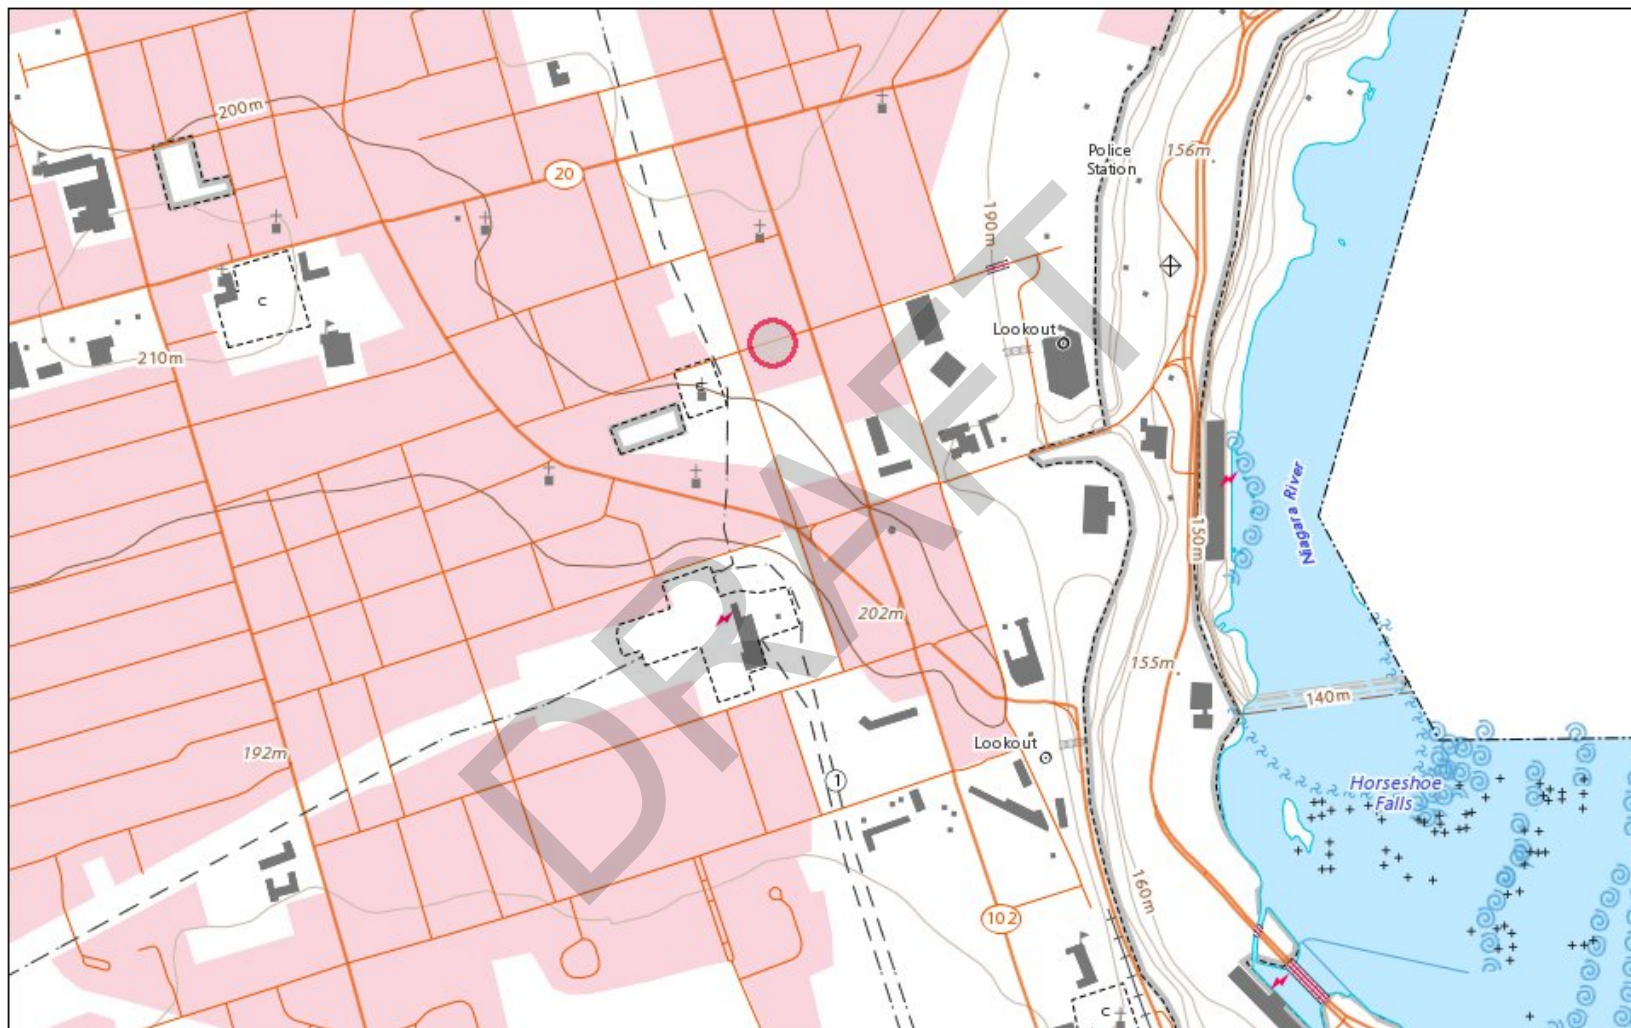 200m
20
Police
Station
156m
190m
C
Lookout
210m
C
Niagara River
150m
DRAFT
202m
155m
140m
192m
Lookout
1
Horseshoe
Falls
160m
102
C